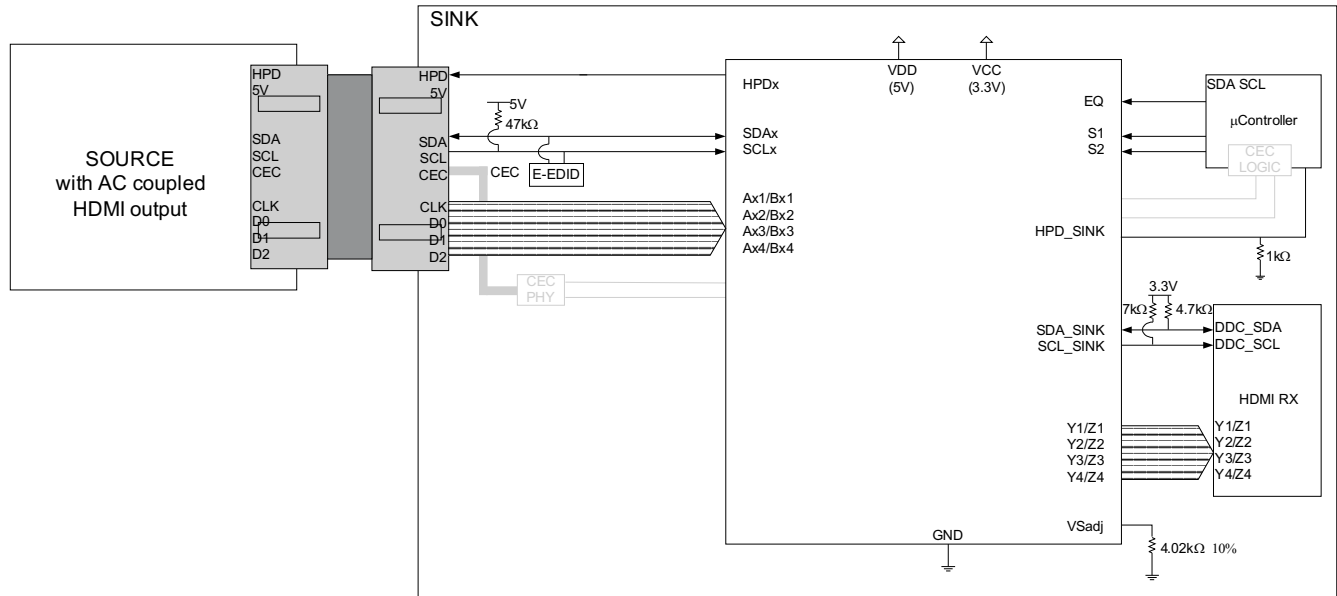 SINK
SOURCE
with AC coupled
HDMI output
HPD
5V
SDA
SCL
CEC
CLK
D0
D1
D2
HPD
5V
SDA
SCL
CEC
CLK
D0
D1
D2
5V
47kΩ
CEC
E-EDID
CEC
PHY
HPDx
SDAx
SCLx
Ax1/Bx1
Ax2/Bx2
Ax3/Bx3
Ax4/Bx4
VDD
(5V)
VCC
(3.3V)
EQ
S1
S2
HPD_SINK
SDA_SINK
SCL_SINK
Y1/Z1
Y2/Z2
Y3/Z3
Y4/Z4
VSadj
GND
SDA SCL
μController
CEC
LOGIC
1kΩ
3.3V
7kΩ 4.7kΩ
DDC_SDA
DDC_SCL
HDMI RX
Y1/Z1
Y2/Z2
Y3/Z3
Y4/Z4
4.02kΩ 10%